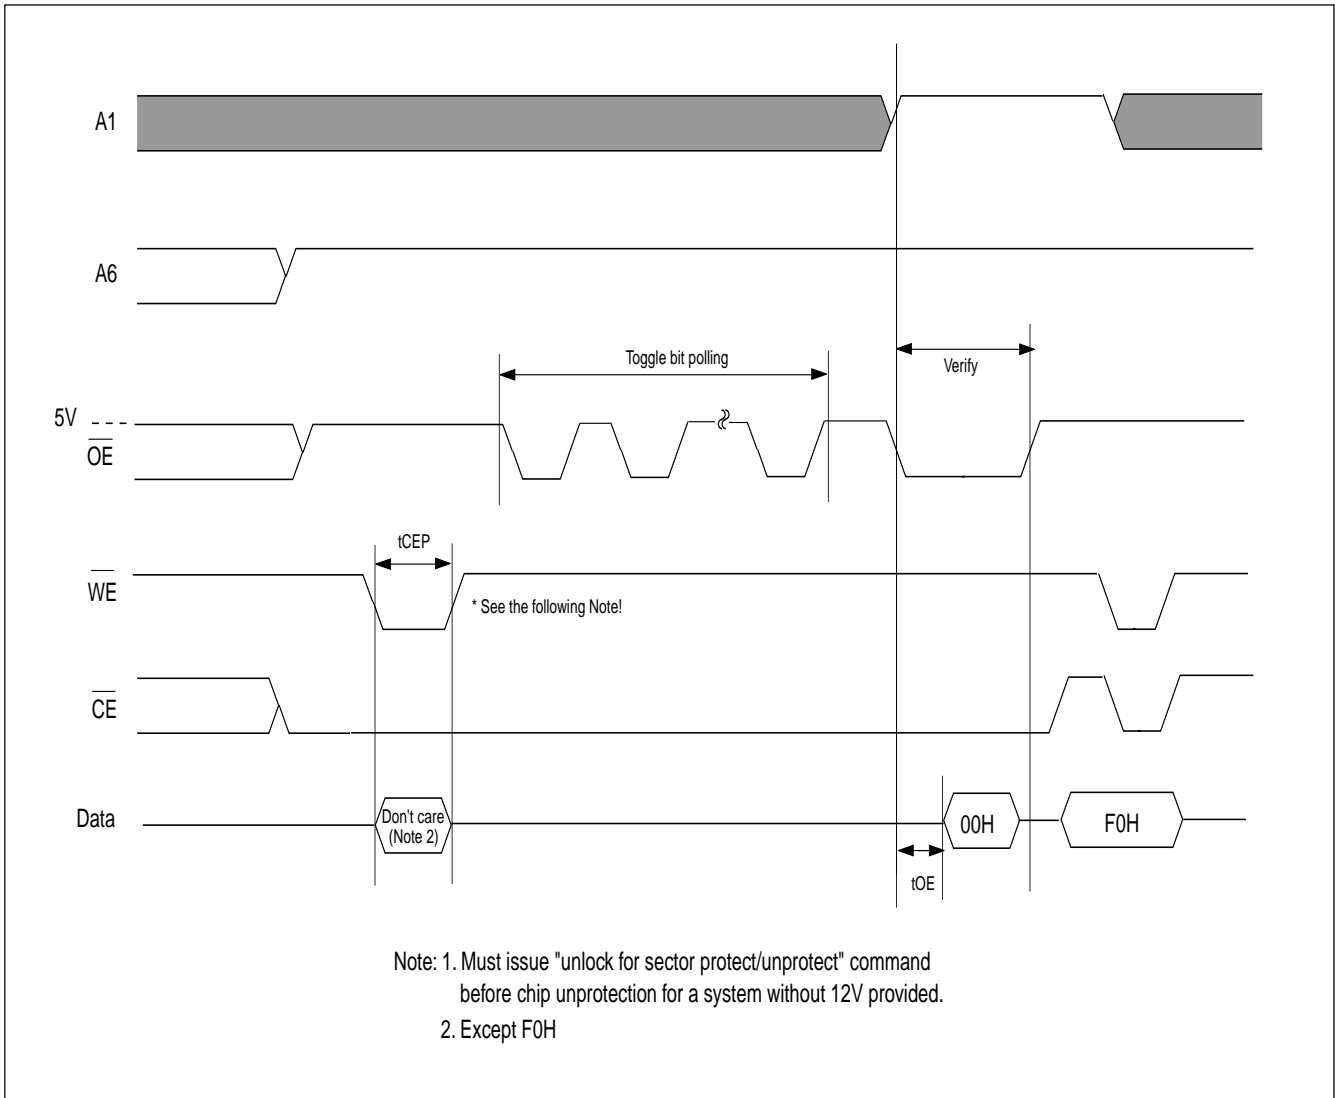 A1
A6
Toggle bit polling
Verify
5V
OE
tCEP
WE
* See the following Note!
CE
Data
Don't care
(Note 2)
00H
F0H
tOE
Note: 1. Must issue "unlock for sector protect/unprotect" command
before chip unprotection for a system without 12V provided.
2. Except F0H